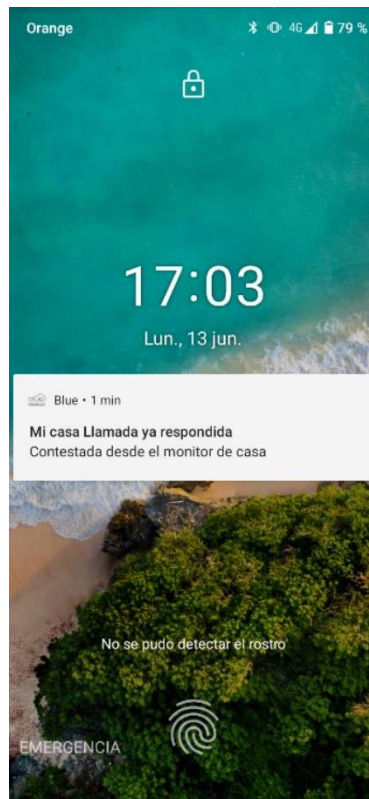 Orange 4G 79 %
17:03
Lun., 13 jun.
Blue • 1 min
Mi casa Llamada ya respondida
Contestada desde el monitor de casa
No se pudo detectar el rostro
EMERGENCIA